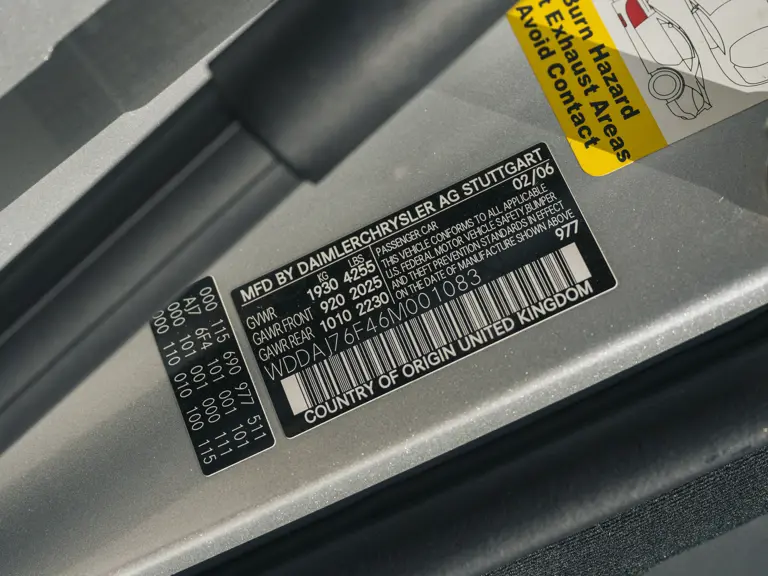 Burn Hazard
t Exhaust Areas
Avoid Contact
MFD BY DAIMLERCHRYSLER AG STUTTGART
KG LBS 02/06
GVWR 1930 4255
GAWR FRONT 920 2025
GAWR REAR 1010 2230
PASSENGER CAR
THIS VEHICLE CONFORMS TO ALL APPLICABLE
U.S. FEDERAL MOTOR VEHICLE SAFETY, BUMPER
AND THEFT PREVENTION STANDARDS IN EFFECT
ON THE DATE OF MANUFACTURE SHOWN ABOVE
977
WDDAJ76F46M001083
COUNTRY OF ORIGIN UNITED KINGDOM
000 115 690 977 511
AJ7 6F4 101 001 101
000 101 001 000 111
000 110 010 100 115